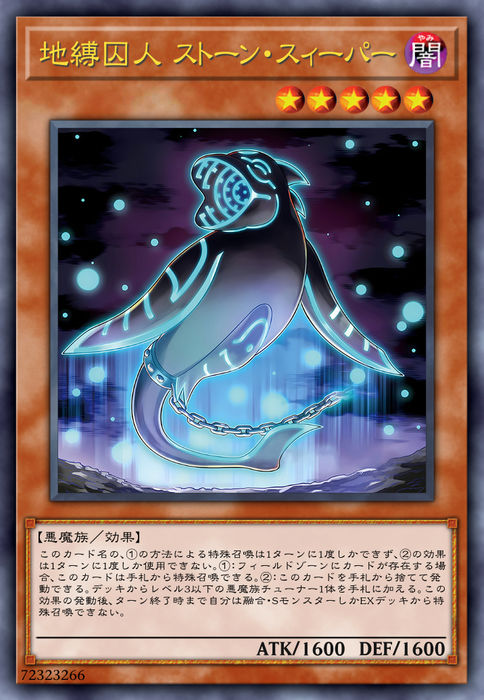 地縛囚人 ストーン・スィーパー
やみ
闇
【悪魔族／効果】
このカード名の、①の方法による特殊召喚は1ターンに1度しかできず、②の効果
は1ターンに1度しか使用できない。①：フィールドゾーンにカードが存在する場
合、このカードは手札から特殊召喚できる。②：このカードを手札から捨てて発
動できる。デッキからレベル3以下の悪魔族チューナー1体を手札に加える。この
効果の発動後、ターン終了時まで自分は融合・SモンスターしかEXデッキから特
殊召喚できない。
ATK/1600 DEF/1600
72323266